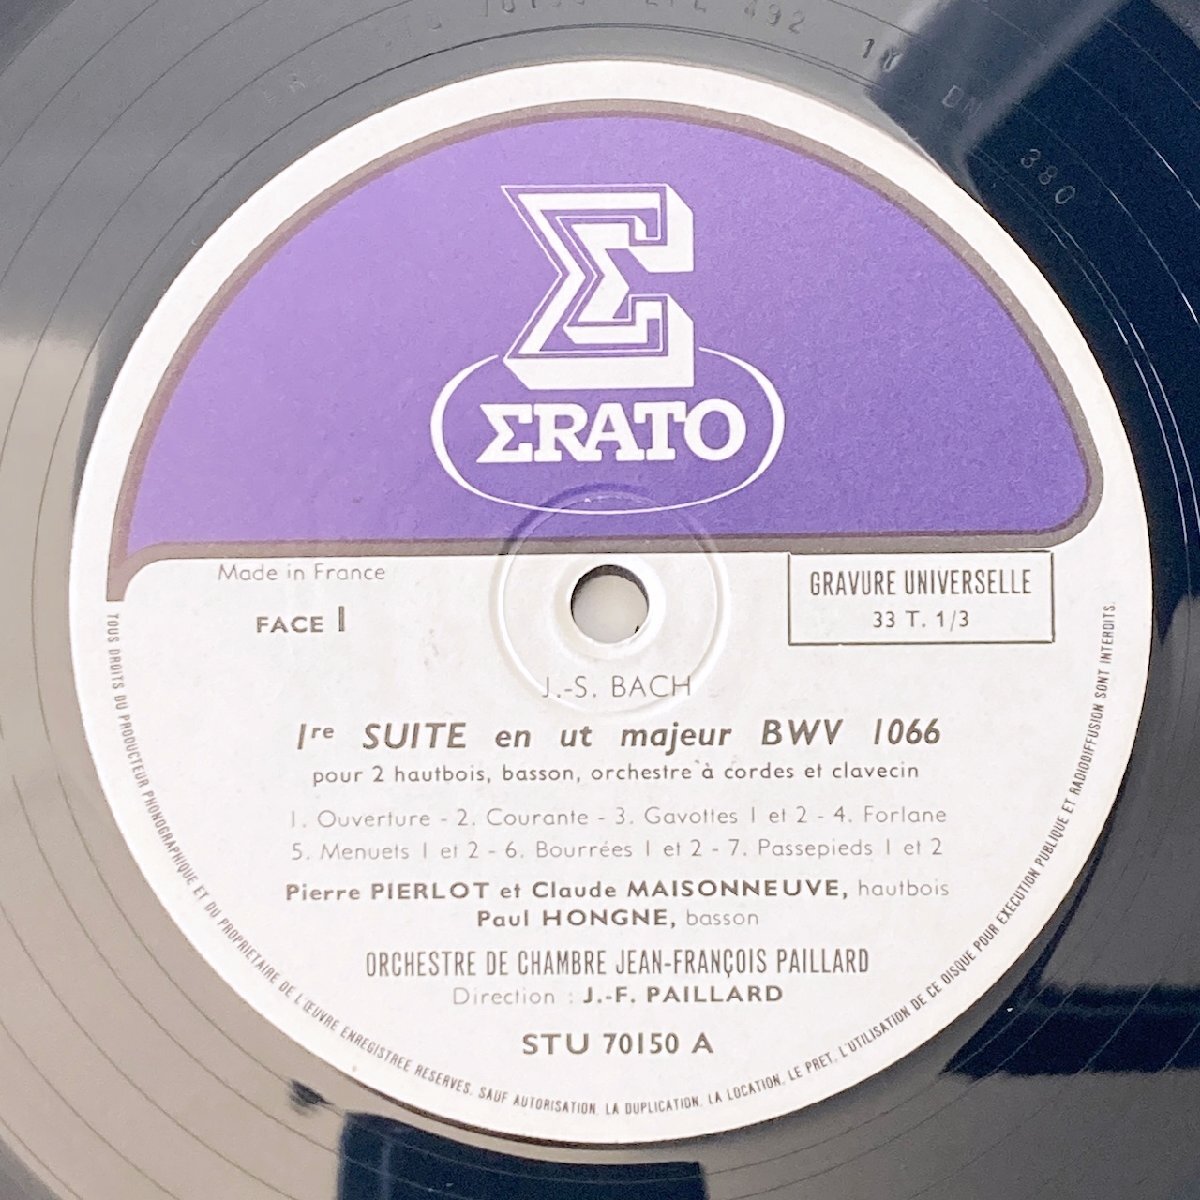 492
DN
380
Σ
ΣRATO
Made in France
FACE 1
GRAVURE UNIVERSELLE
33 T. 1/3
J.-S. BACH
1re SUITE en ut majeur BWV 1066
pour 2 hautbois, basson, orchestre à cordes et clavecin
1. Ouverture - 2. Courante - 3. Gavottes 1 et 2 - 4. Forlane
5. Menuets 1 et 2 - 6. Bourrées 1 et 2 - 7. Passepieds 1 et 2
Pierre PIERLOT et Claude MAISONNEUVE, hautbois
Paul HONGNE, basson
ORCHESTRE DE CHAMBRE JEAN-FRANÇOIS PAILLARD
Direction : J.-F. PAILLARD
STU 70150 A
TOUS DROITS DU PRODUCTEUR PHONOGRAPHIQUE ET DU PROPRIETAIRE DE L'ŒUVRE ENREGISTREE RESERVES. SAUF AUTORISATION, LA DUPLICATION, LA LOCATION, LE PRET, L'UTILISATION DE CE DISQUE POUR EXECUTION PUBLIQUE ET RADIODIFFUSION SONT INTERDITS.